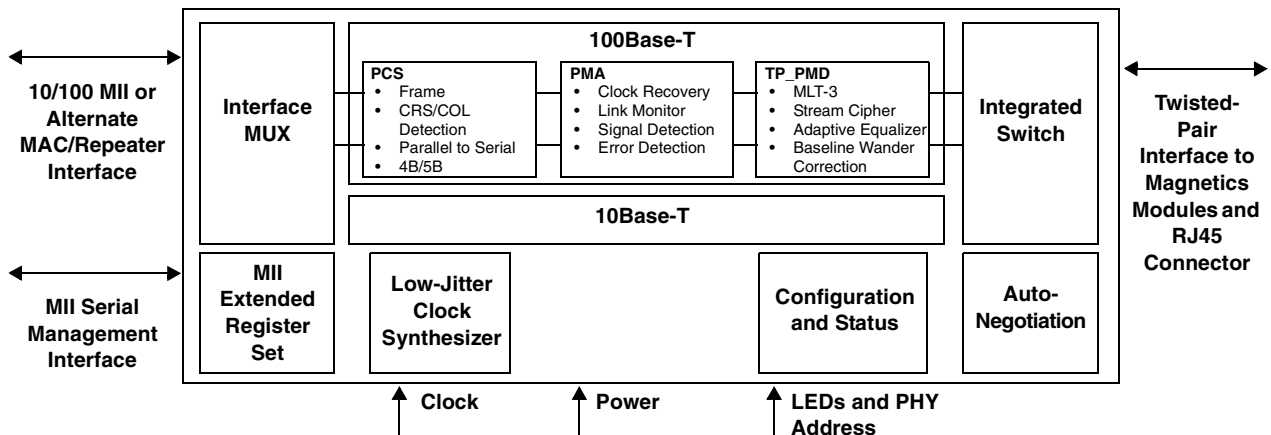 10/100 MII or
Alternate
MAC/Repeater
Interface
MII Serial
Management
Interface
Interface
MUX
100Base-T
PCS
• Frame
• CRS/COL
Detection
• Parallel to Serial
• 4B/5B
PMA
• Clock Recovery
• Link Monitor
• Signal Detection
• Error Detection
TP_PMD
• MLT-3
• Stream Cipher
• Adaptive Equalizer
• Baseline Wander
Correction
10Base-T
Integrated
Switch
MII
Extended
Register
Set
Low-Jitter
Clock
Synthesizer
Configuration
and Status
Auto-
Negotiation
Twisted-
Pair
Interface to
Magnetics
Modules and
RJ45
Connector
Clock
Power
LEDs and PHY
Address